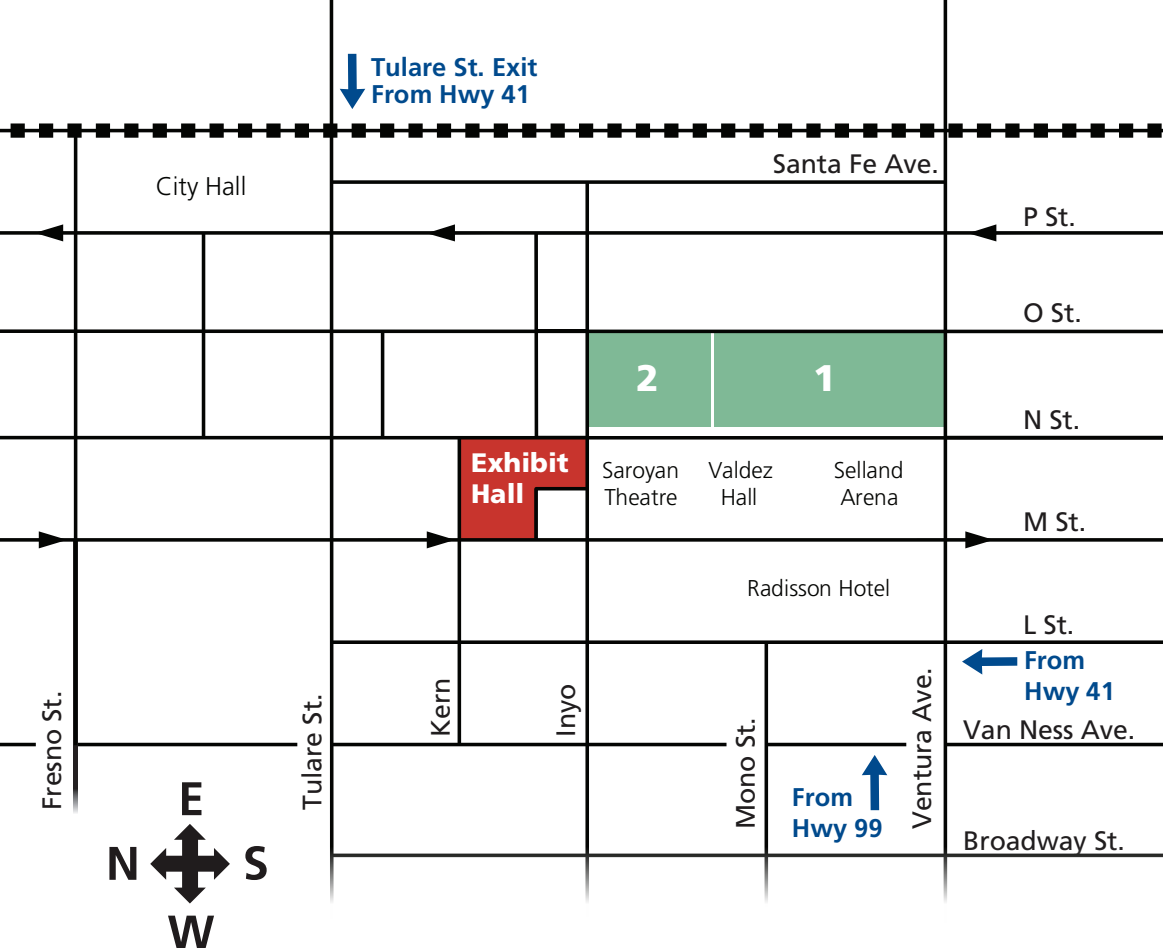 Tulare St. Exit
From Hwy 41
Santa Fe Ave.
City Hall
P St.
O St.
2
1
N St.
Exhibit
Hall
Saroyan
Theatre
Valdez
Hall
Selland
Arena
M St.
Radisson Hotel
L St.
From
Hwy 41
Fresno St.
Tulare St.
Kern
Inyo
Mono St.
Ventura Ave.
Van Ness Ave.
From
Hwy 99
Broadway St.
E
N
S
W